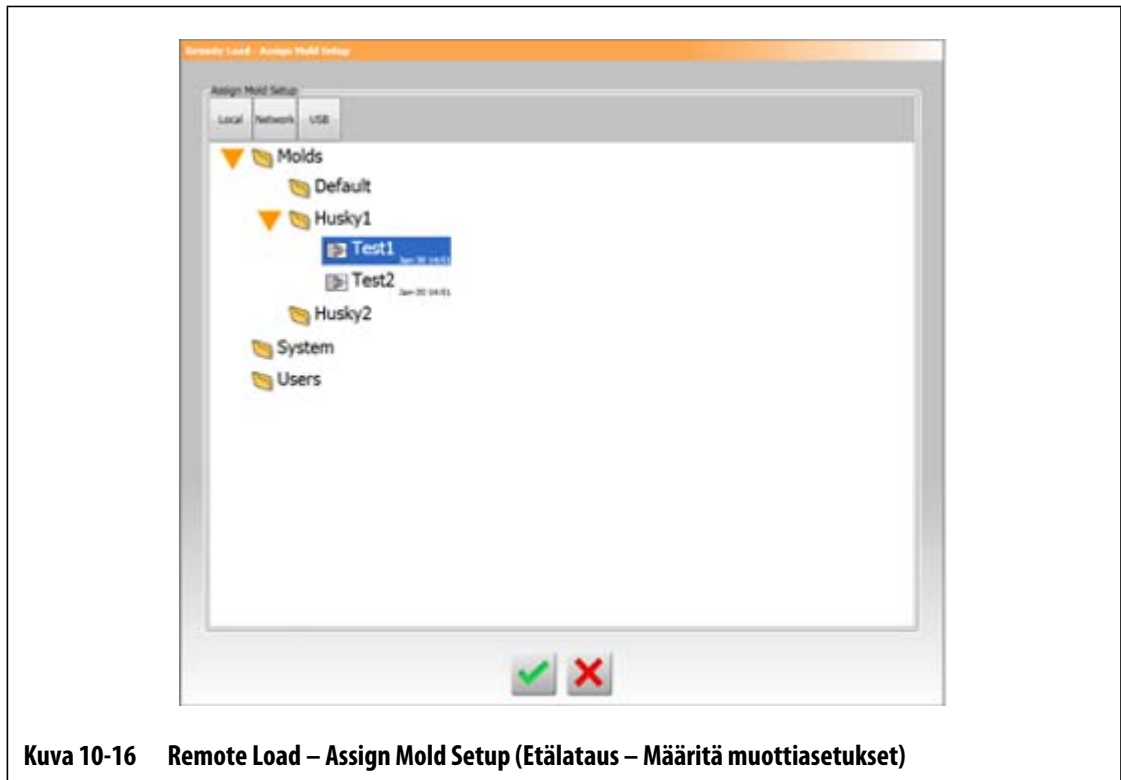 Remote Load - Assign Mold Setup
Assign Mold Setup
Local Network USB
Molds
Default
Husky1
Test1
Test2
Husky2
System
Users
Kuva 10-16 Remote Load – Assign Mold Setup (Etälataus – Määritä muottiasetukset)